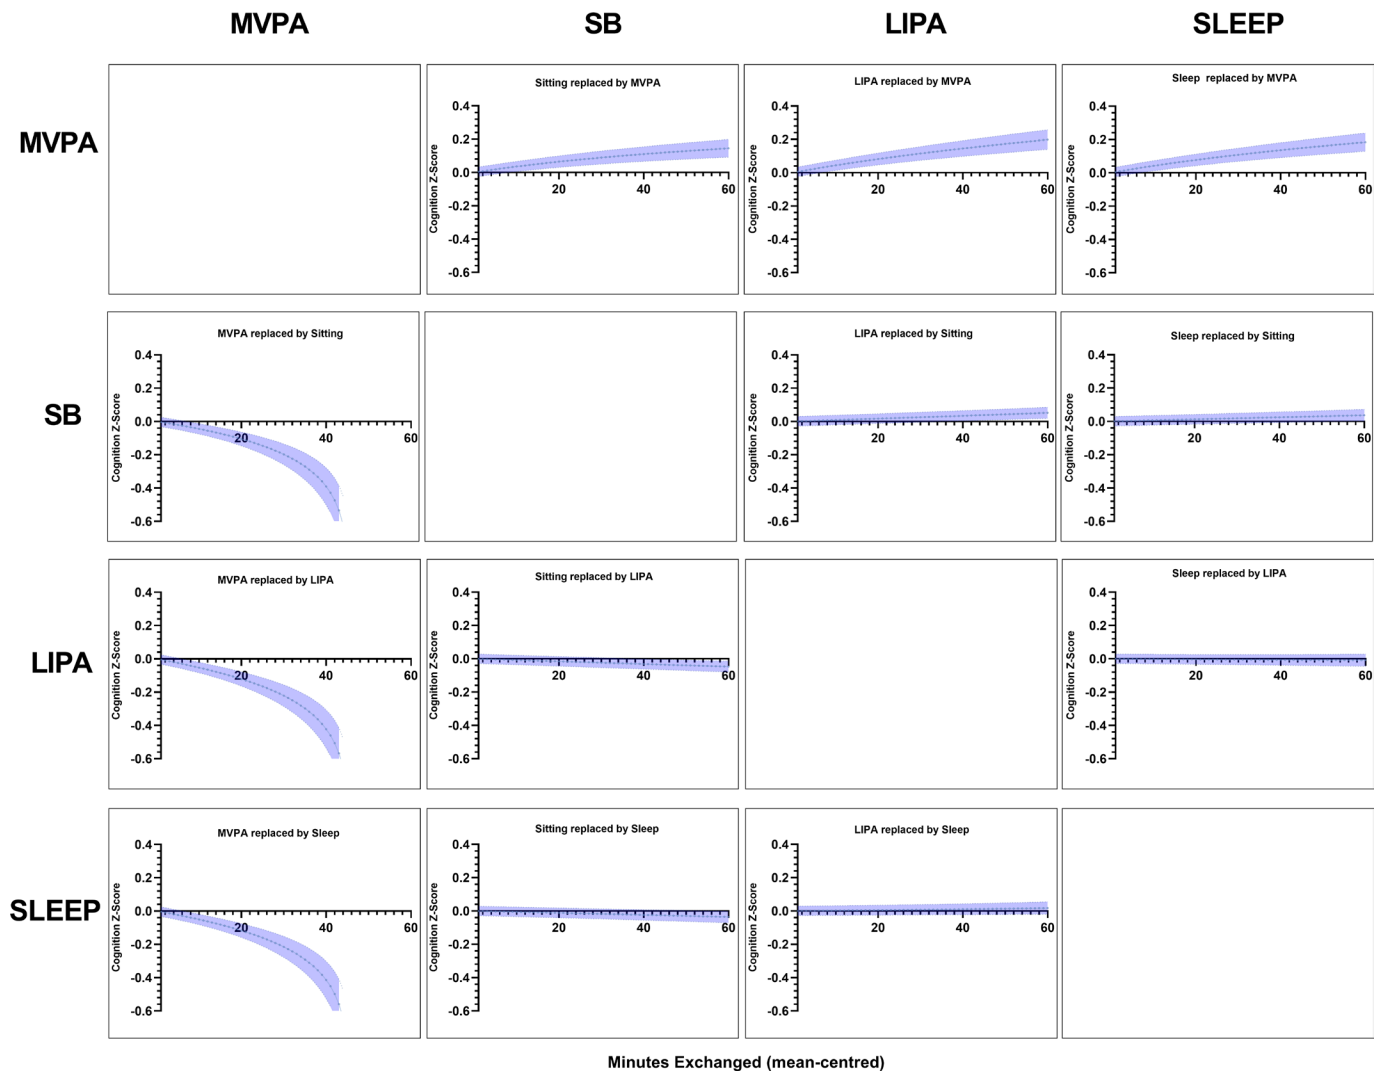 MVPA SB LIPA SLEEP
MVPA
Sitting replaced by MVPA
Cognition Z-Score
0.4
0.2
0.0
-0.2
-0.4
-0.6
20 40 60
LIPA replaced by MVPA
Cognition Z-Score
0.4
0.2
0.0
-0.2
-0.4
-0.6
20 40 60
Sleep replaced by MVPA
Cognition Z-Score
0.4
0.2
0.0
-0.2
-0.4
-0.6
20 40 60
SB
MVPA replaced by Sitting
Cognition Z-Score
0.4
0.2
0.0
-0.2
-0.4
-0.6
20 40 60
LIPA replaced by Sitting
Cognition Z-Score
0.4
0.2
0.0
-0.2
-0.4
-0.6
20 40 60
Sleep replaced by Sitting
Cognition Z-Score
0.4
0.2
0.0
-0.2
-0.4
-0.6
20 40 60
LIPA
MVPA replaced by LIPA
Cognition Z-Score
0.4
0.2
0.0
-0.2
-0.4
-0.6
20 40 60
Sitting replaced by LIPA
Cognition Z-Score
0.4
0.2
0.0
-0.2
-0.4
-0.6
20 40 60
Sleep replaced by LIPA
Cognition Z-Score
0.4
0.2
0.0
-0.2
-0.4
-0.6
20 40 60
SLEEP
MVPA replaced by Sleep
Cognition Z-Score
0.4
0.2
0.0
-0.2
-0.4
-0.6
20 40 60
Sitting replaced by Sleep
Cognition Z-Score
0.4
0.2
0.0
-0.2
-0.4
-0.6
20 40 60
LIPA replaced by Sleep
Cognition Z-Score
0.4
0.2
0.0
-0.2
-0.4
-0.6
20 40 60
Minutes Exchanged (mean-centred)